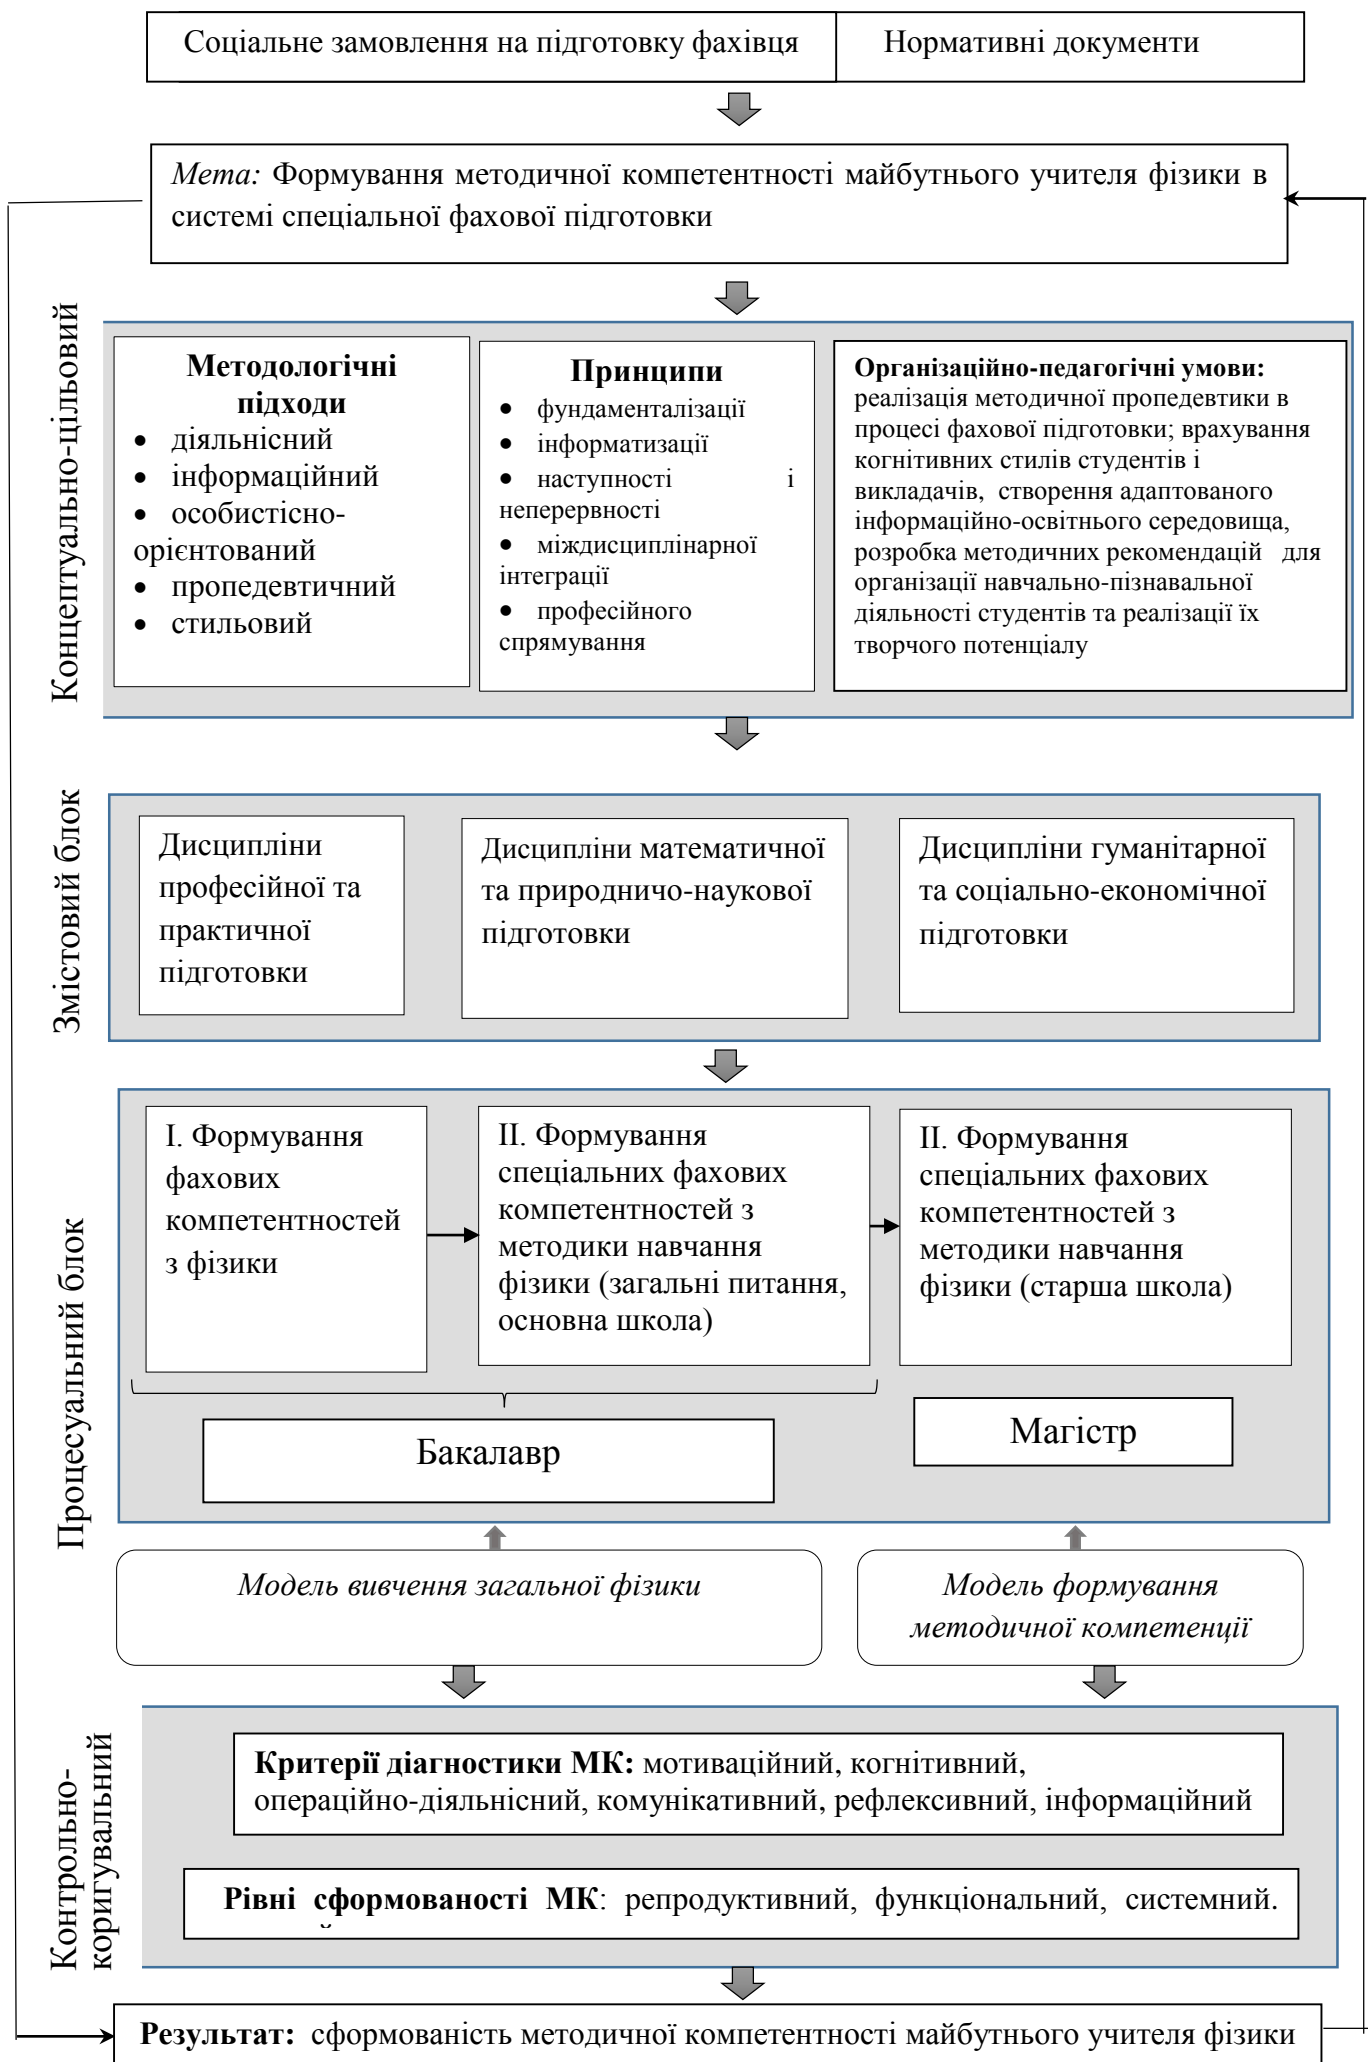 Соціальне замовлення на підготовку фахівця
Нормативні документи
Мета: Формування методичної компетентності майбутнього учителя фізики в
системі спеціальної фахової підготовки
Концептуально-цільовий
Методологічні
підходи
• діяльнісний
• інформаційний
• особистісно-
орієнтований
• пропедевтичний
• стильовий
Принципи
• фундаменталізації
• інформатизації
• наступності і
неперервності
• міждисциплінарної
інтеграції
• професійного
спрямування
Організаційно-педагогічні умови:
реалізація методичної пропедевтики в
процесі фахової підготовки; врахування
когнітивних стилів студентів і
викладачів, створення адаптованого
інформаційно-освітнього середовища,
розробка методичних рекомендацій для
організації навчально-пізнавальної
діяльності студентів та реалізації їх
творчого потенціалу
Змістовий блок
Дисципліни
професійної та
практичної
підготовки
Дисципліни математичної
та природничо-наукової
підготовки
Дисципліни гуманітарної
та соціально-економічної
підготовки
Процесуальний блок
І. Формування
фахових
компетентностей
з фізики
ІІ. Формування
спеціальних фахових
компетентностей з
методики навчання
фізики (загальні питання,
основна школа)
ІІ. Формування
спеціальних фахових
компетентностей з
методики навчання
фізики (старша школа)
Бакалавр
Магістр
Модель вивчення загальної фізики
Модель формування
методичної компетенції
Контрольно-
коригувальний
Критерії діагностики МК: мотиваційний, когнітивний,
операційно-діяльнісний, комунікативний, рефлексивний, інформаційний
Рівні сформованості МК: репродуктивний, функціональний, системний.
Результат: сформованість методичної компетентності майбутнього учителя фізики